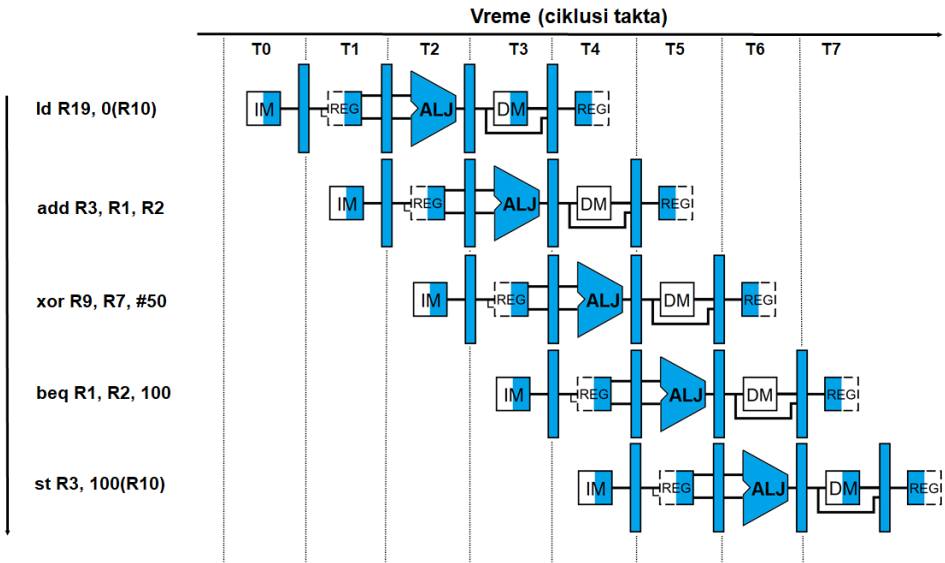 Vreme (ciklusi takta)
T0 T1 T2 T3 T4 T5 T6 T7
ld R19, 0(R10) IM REG ALJ DM REG
add R3, R1, R2 IM REG ALJ DM REG
xor R9, R7, #50 IM REG ALJ DM REG
beq R1, R2, 100 IM REG ALJ DM REG
st R3, 100(R10) IM REG ALJ DM REG